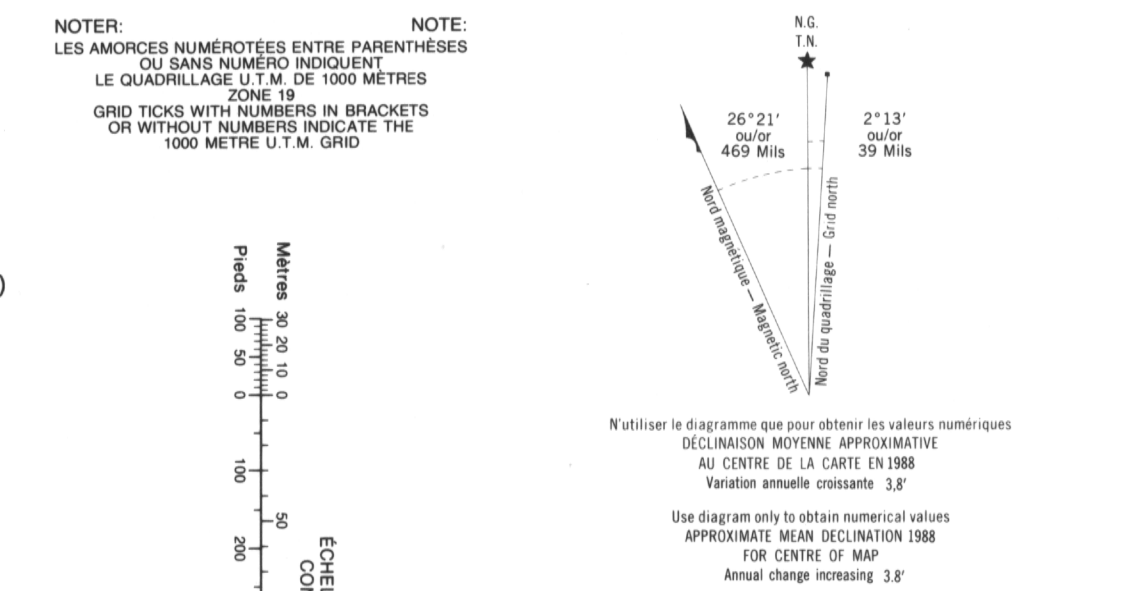 NOTER: NOTE:
LES AMORCES NUMÉROTÉES ENTRE PARENTHÈSES
OU SANS NUMÉRO INDIQUENT
LE QUADRILLAGE U.T.M. DE 1000 MÈTRES
ZONE 19
GRID TICKS WITH NUMBERS IN BRACKETS
OR WITHOUT NUMBERS INDICATE THE
1000 METRE U.T.M. GRID
)
Mètres 30 20 10 0 50
Pieds 100 50 0 100 200
N.G.
T.N.
26°21′
ou/or
469 Mils
2°13′
ou/or
39 Mils
Nord magnétique — Magnetic north
Nord du quadrillage — Grid north
N'utiliser le diagramme que pour obtenir les valeurs numériques
DÉCLINAISON MOYENNE APPROXIMATIVE
AU CENTRE DE LA CARTE EN 1988
Variation annuelle croissante 3,8′
Use diagram only to obtain numerical values
APPROXIMATE MEAN DECLINATION 1988
FOR CENTRE OF MAP
Annual change increasing 3.8′